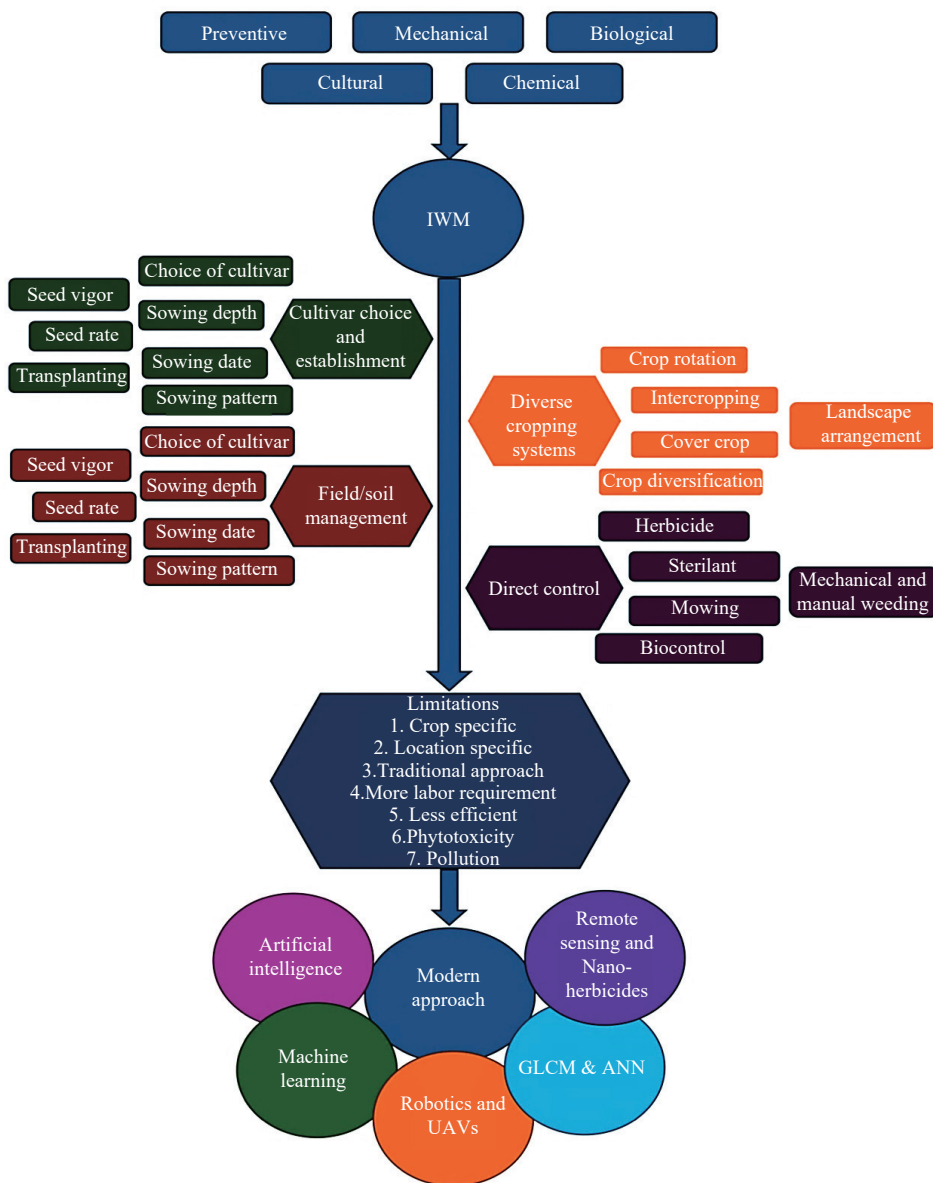 Preventive
Mechanical
Biological
Cultural
Chemical
IWM
Choice of cultivar
Seed vigor
Sowing depth
Seed rate
Sowing date
Transplanting
Sowing pattern
Cultivar choice
and
establishment
Choice of cultivar
Seed vigor
Sowing depth
Seed rate
Sowing date
Transplanting
Sowing pattern
Field/soil
management
Diverse
cropping
systems
Crop rotation
Intercropping
Cover crop
Crop diversification
Landscape
arrangement
Direct control
Herbicide
Sterilant
Mowing
Biocontrol
Mechanical and
manual weeding
Limitations
1. Crop specific
2. Location specific
3.Traditional approach
4.More labor requirement
5. Less efficient
6.Phytotoxicity
7. Pollution
Artificial
intelligence
Modern
approach
Remote
sensing and
Nano-
herbicides
Machine
learning
Robotics and
UAVs
GLCM & ANN